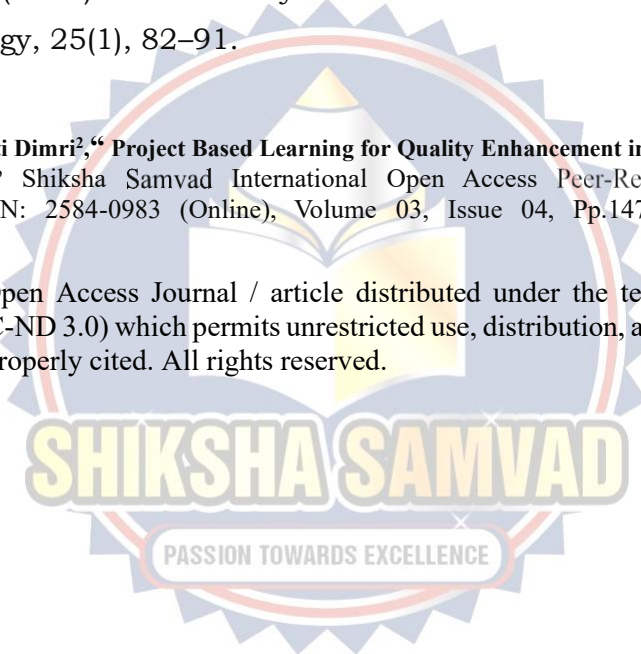 gy, 25(1), 82–91.
ti Dimri²,“ Project Based Learning for Quality Enhancement in
Shiksha Samvad International Open Access Peer-Re
N: 2584-0983 (Online), Volume 03, Issue 04, Pp.147
pen Access Journal / article distributed under the te
C-ND 3.0) which permits unrestricted use, distribution, a
roperly cited. All rights reserved.
SHIKSHA SAMVAD
PASSION TOWARDS EXCELLENCE